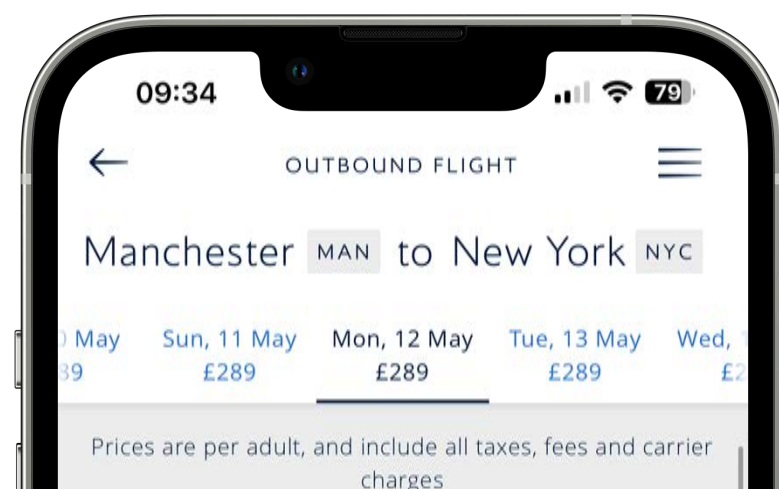 09:34
79
OUTBOUND FLIGHT
Manchester MAN to New York NYC
May Sun, 11 May Mon, 12 May Tue, 13 May Wed,
£289 £289 £289
Prices are per adult, and include all taxes, fees and carrier
charges